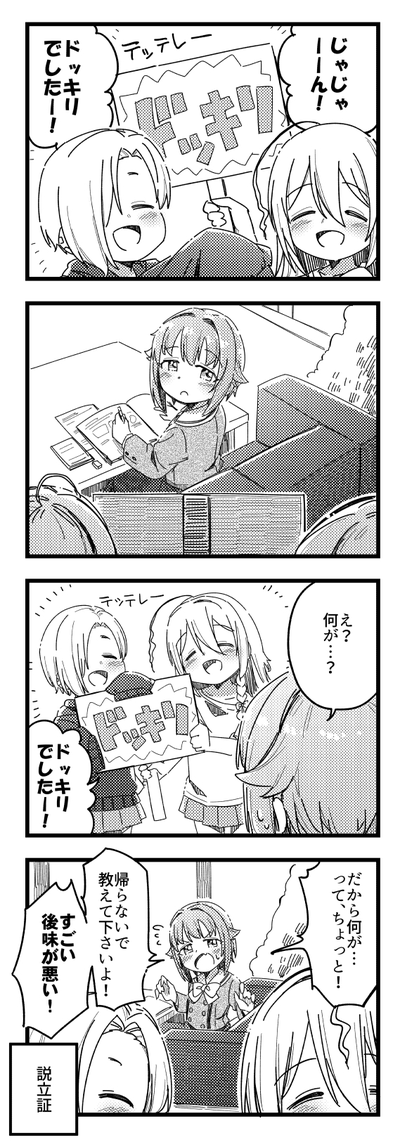 じゃじゃ
ーーん！
テッテレー
ドッキリ
ドッキリ
でしたー！
え？
何が…？
テッテレー
ドッキリ
ドッキリ
でしたー！
だから何が…
って、ちょっと！
帰らないで
教えて下さいよ！
すごい
後味が悪い！
説立証